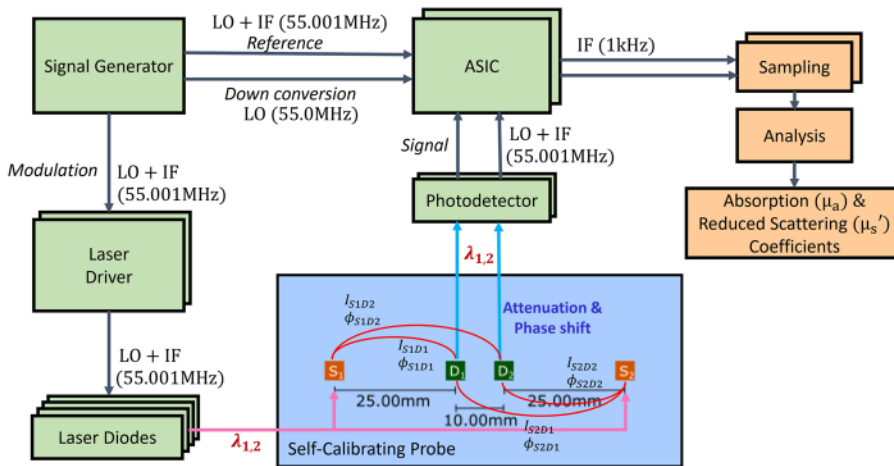 LO + IF (55.001MHz)
Reference
Signal Generator
Down conversion
LO (55.0MHz)
ASIC
IF (1kHz)
Sampling
Analysis
Absorption (μa) &
Reduced Scattering (μs′)
Coefficients
Modulation
LO + IF
(55.001MHz)
Signal
LO + IF
(55.001MHz)
Photodetector
Laser
Driver
λ1,2
LO + IF
(55.001MHz)
Laser Diodes
λ1,2
IS1D2
ϕS1D2
Attenuation &
Phase shift
IS1D1
ϕS1D1
IS2D2
ϕS2D2
S1
D1
D2
S2
25.00mm
25.00mm
10.00mm
IS2D1
ϕS2D1
Self-Calibrating Probe